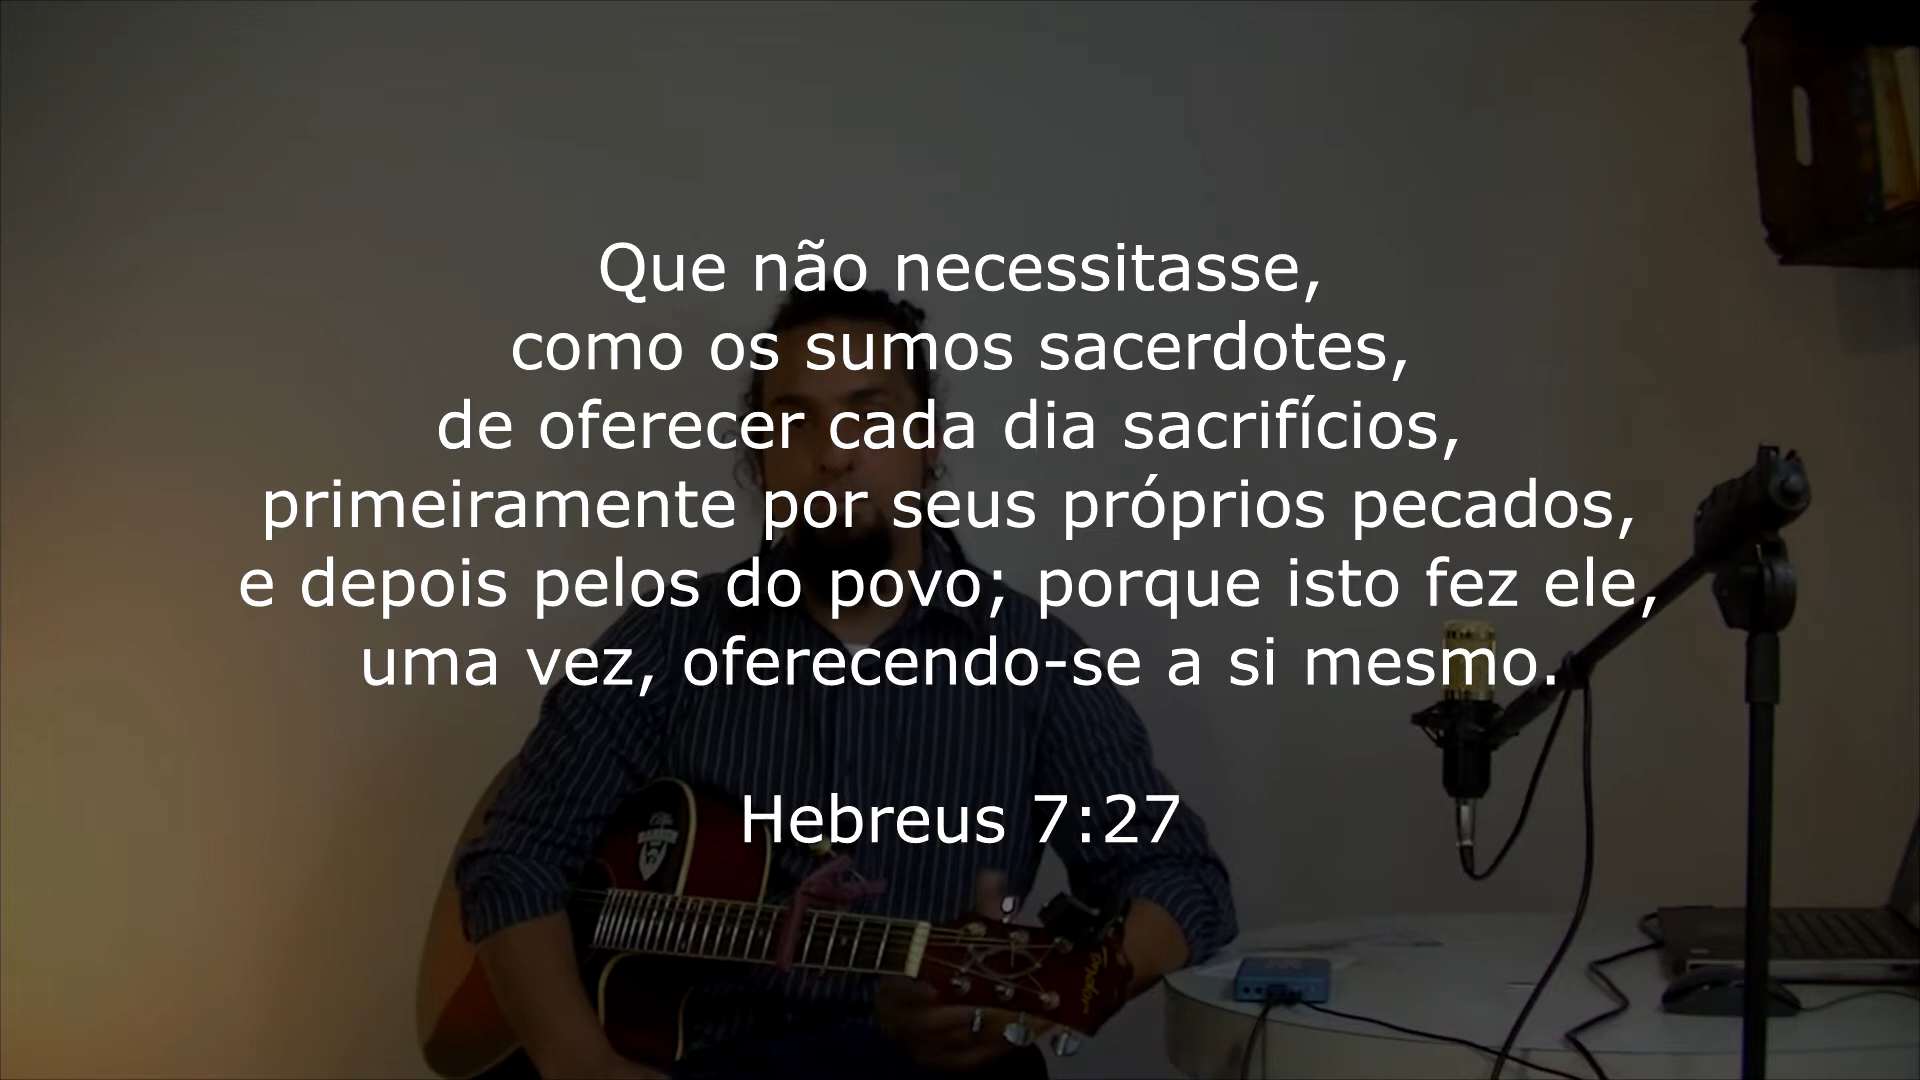 Que não necessitasse,
como os sumos sacerdotes,
de oferecer cada dia sacrifícios,
primeiramente por seus próprios pecados,
e depois pelos do povo; porque isto fez ele,
uma vez, oferecendo-se a si mesmo.
Hebreus 7:27
Condor